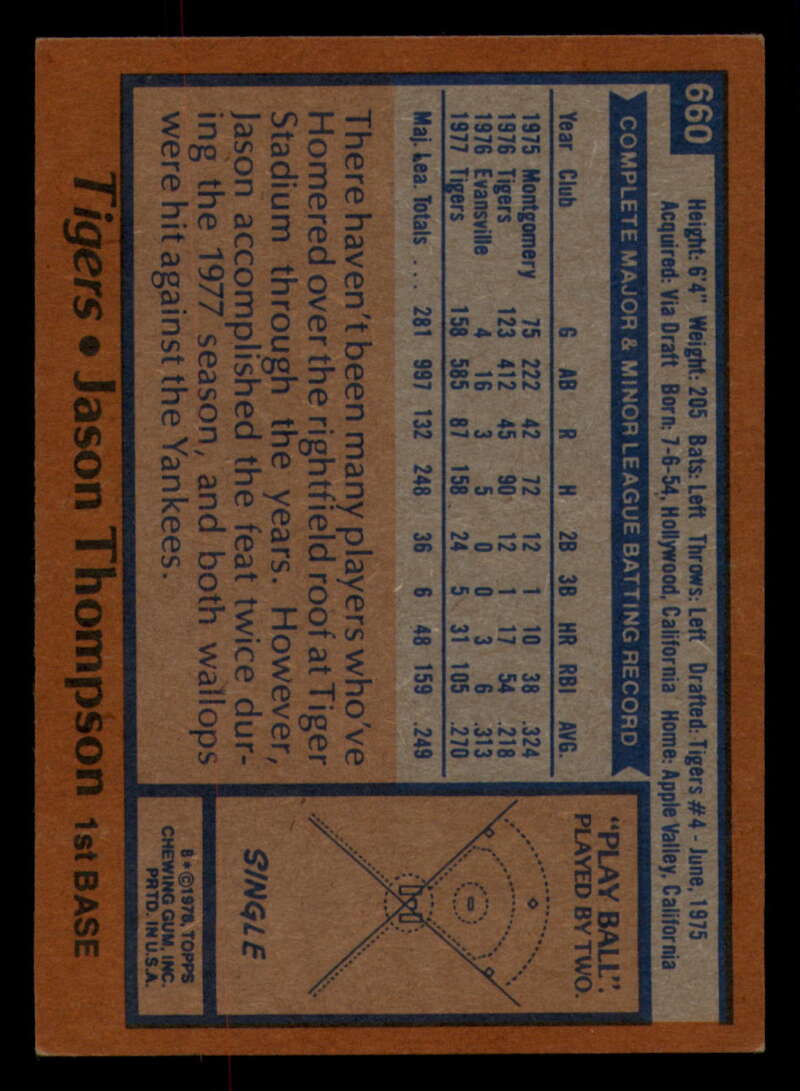 660
Height: 6'4" Weight: 205 Bats: Left Throws: Left Drafted: Tigers #4 - June, 1975
Acquired: Via Draft Born: 7-6-54, Hollywood, California Home: Apple Valley, California
COMPLETE MAJOR & MINOR LEAGUE BATTING RECORD
Year Club G AB R H 2B 3B HR RBI AVG.
1975 Montgomery 75 222 42 72 12 1 10 38 .324
1976 Tigers 123 412 45 90 12 1 17 54 .218
1976 Evansville 4 16 3 5 0 0 3 6 .313
1977 Tigers 158 585 87 158 24 5 31 105 .270
Maj. Lea. Totals ... 281 997 132 248 36 6 48 159 .249
There haven't been many players who've
Homered over the rightfield roof at Tiger
Stadium through the years. However,
Jason accomplished the feat twice dur-
ing the 1977 season, and both wallops
were hit against the Yankees.
"PLAY BALL":
PLAYED BY TWO.
SINGLE
8*©1978, TOPPS
CHEWING GUM, INC.
PRTD. IN U.S.A.
Tigers • Jason Thompson 1st BASE